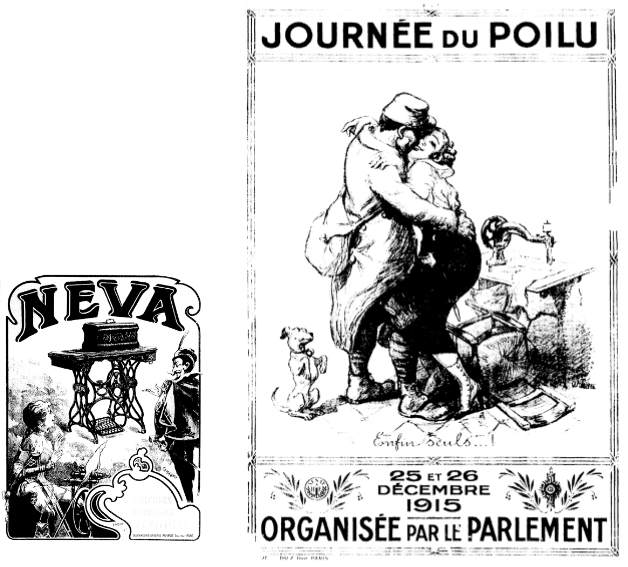 NEVA
JOURNÉE DU POILU
Enfin seuls...!
25 ET 26
DÉCEMBRE
1915
ORGANISÉE PAR LE PARLEMENT